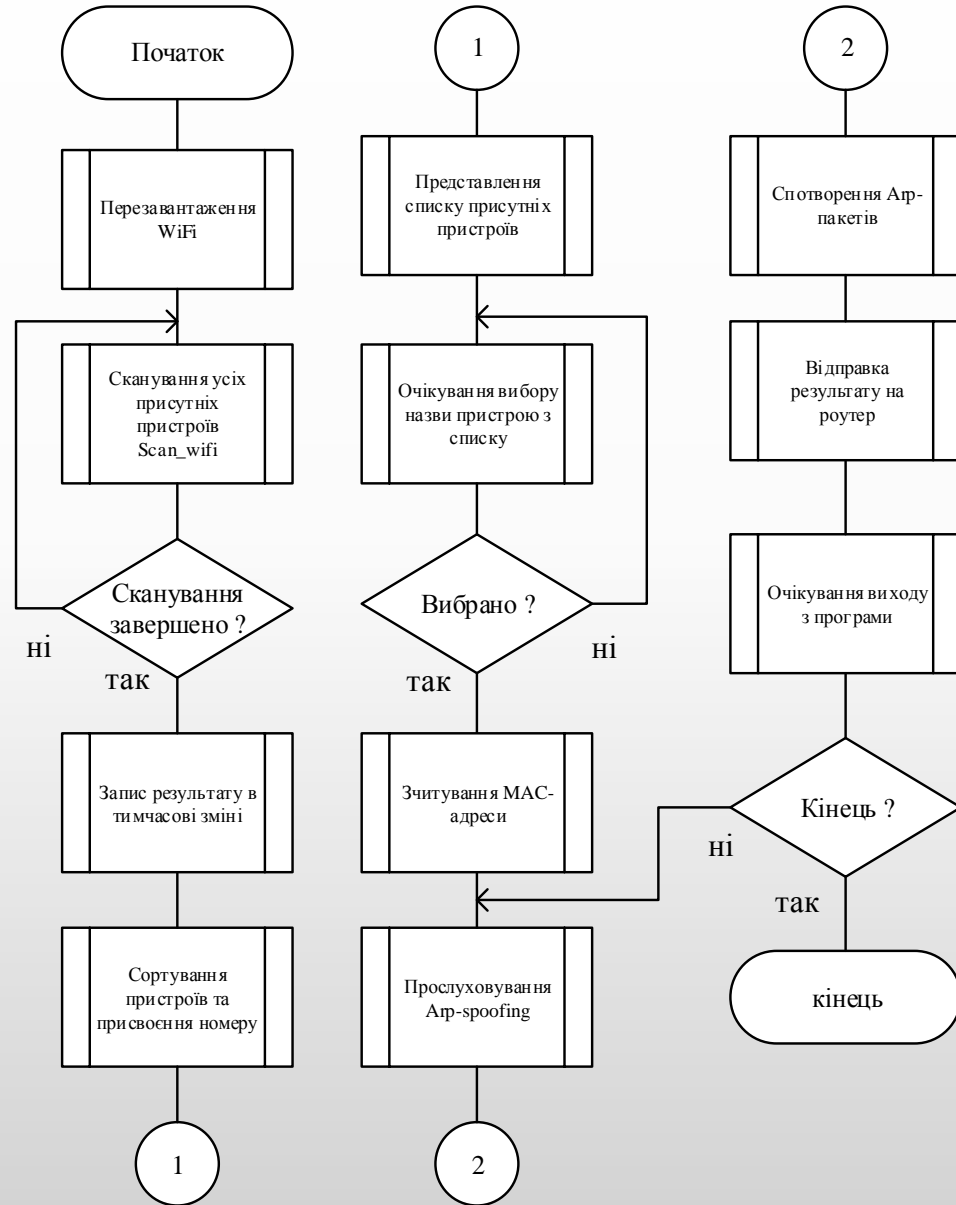 Початок
Перезавантаження
WiFi
Сканування усіх
присутніх
пристроїв
Scan_wifi
Сканування
завершено ?
ні
так
Запис результату в
тимчасові зміні
Сортування
пристроїв та
присвоєння номеру
1
1
Представлення
списку присутніх
пристроїв
Очікування вибору
назви пристрою з
списку
Вибрано ?
ні
так
Зчитування MAC-
адреси
Прослуховування
Arp-spoofing
2
2
Спотворення Arp-
пакетів
Відправка
результату на
роутер
Очікування виходу
з програми
Кінець ?
ні
так
кінець